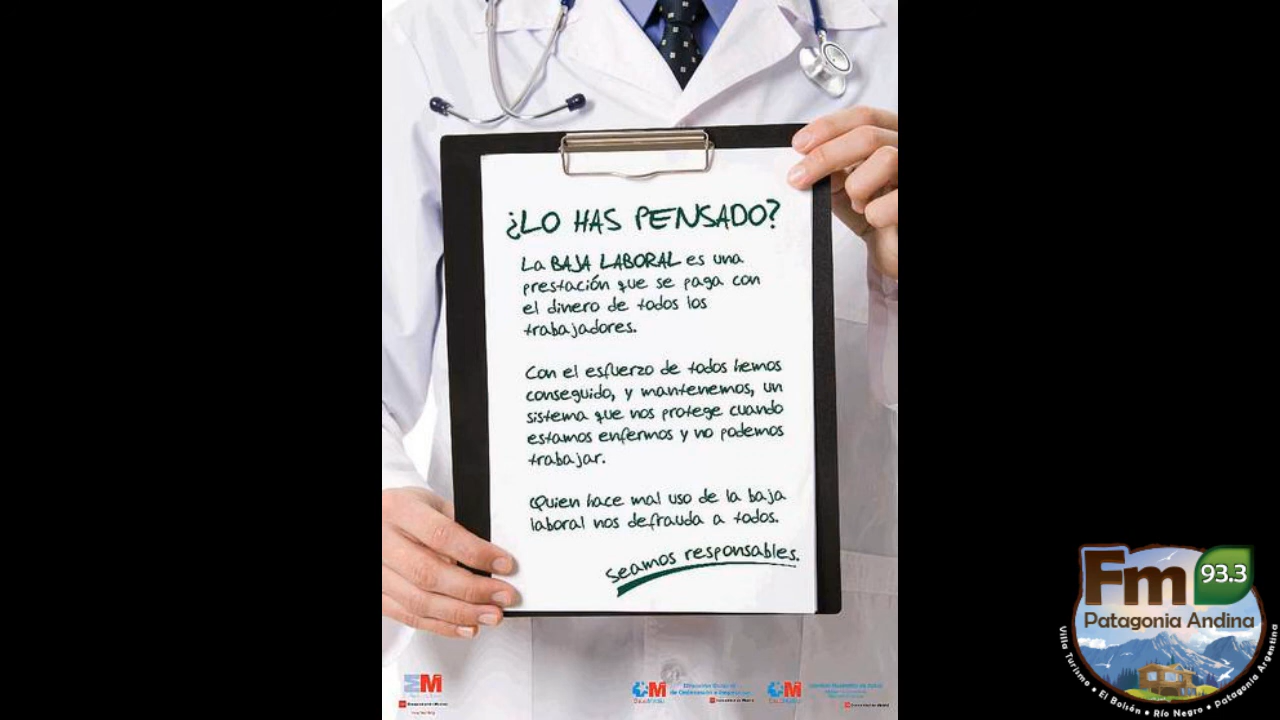 ¿LO HAS PENSADO?
La BAJA LABORAL es una
prestación que se paga con
el dinero de todos los
trabajadores.
Con el esfuerzo de todos hemos
conseguido, y mantenemos, un
sistema que nos protege cuando
estamos enfermos y no podemos
trabajar.
Quien hace mal uso de la baja
laboral nos defrauda a todos.
seamos responsables.
Fm 93.3
Patagonia Andina
Villa Turismo • El Bolsón • Río Negro • Patagonia Argentina
EM
M
M